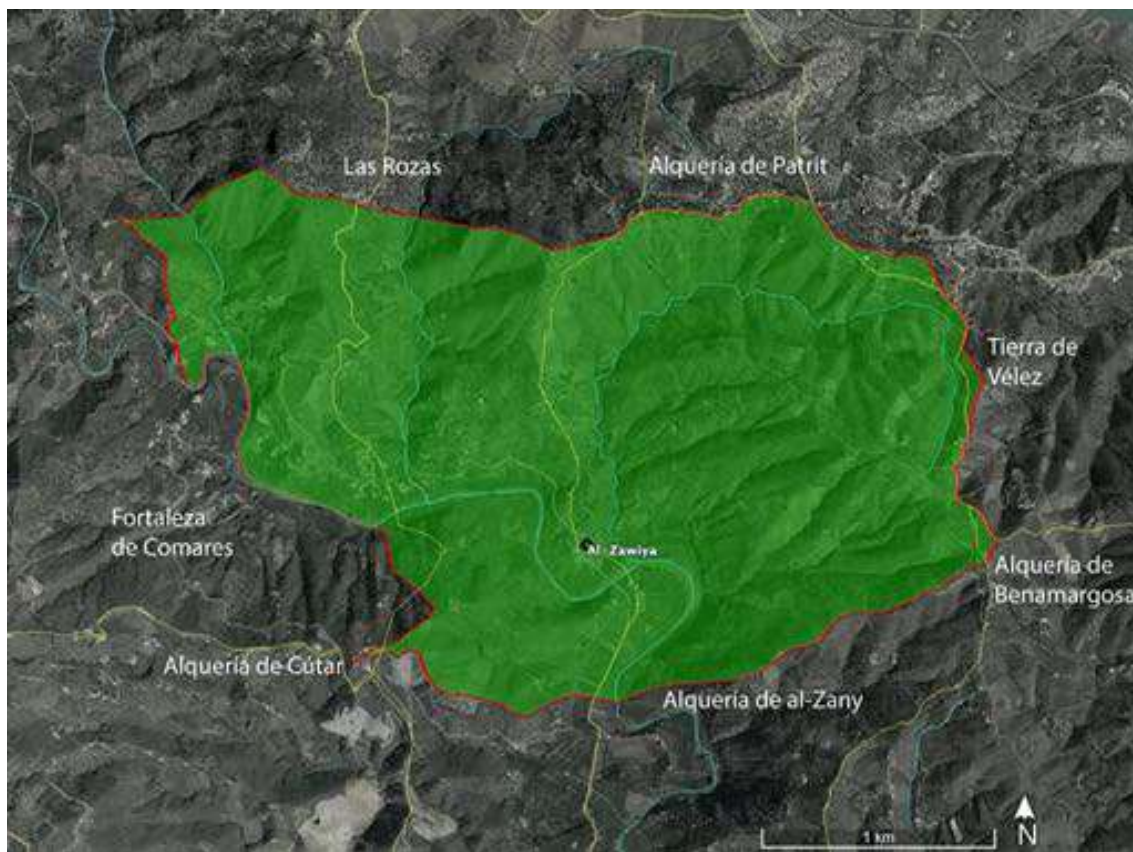 Las Rozas
Alquería de Patrit
Tierra de
Vélez
Al-Zawiya
Fortaleza
de Comares
Alquería de
Benamargosa
Alquería de Cútar
Alquería de al-Zany
1 km
N